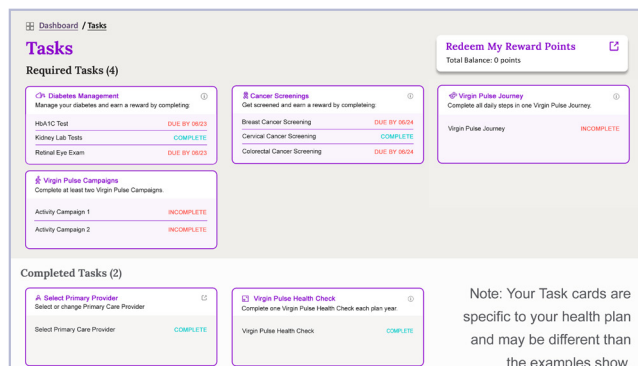 Dashboard / Tasks
Tasks
Required Tasks (4)
Redeem My Reward Points
Total Balance: 0 points
Diabetes Management
Manage your diabetes and earn a reward by completing:
HbA1C Test DUE BY 06/23
Kidney Lab Tests COMPLETE
Retinal Eye Exam DUE BY 06/23
Cancer Screenings
Get screened and earn a reward by completeing:
Breast Cancer Screening DUE BY 06/24
Cervical Cancer Screening COMPLETE
Colorectal Cancer Screening DUE BY 06/24
Virgin Pulse Journey
Complete all daily steps in one Virgin Pulse Journey.
Virgin Pulse Journey INCOMPLETE
Virgin Pulse Campaigns
Complete at least two Virgin Pulse Campaigns.
Activity Campaign 1 INCOMPLETE
Activity Campaign 2 INCOMPLETE
Completed Tasks (2)
Select Primary Provider
Select or change Primary Care Provider
Select Primary Care Provider COMPLETE
Virgin Pulse Health Check
Complete one Virgin Pulse Health Check each plan year.
Virgin Pulse Health Check COMPLETE
Note: Your Task cards are
specific to your health plan
and may be different than
the examples show.